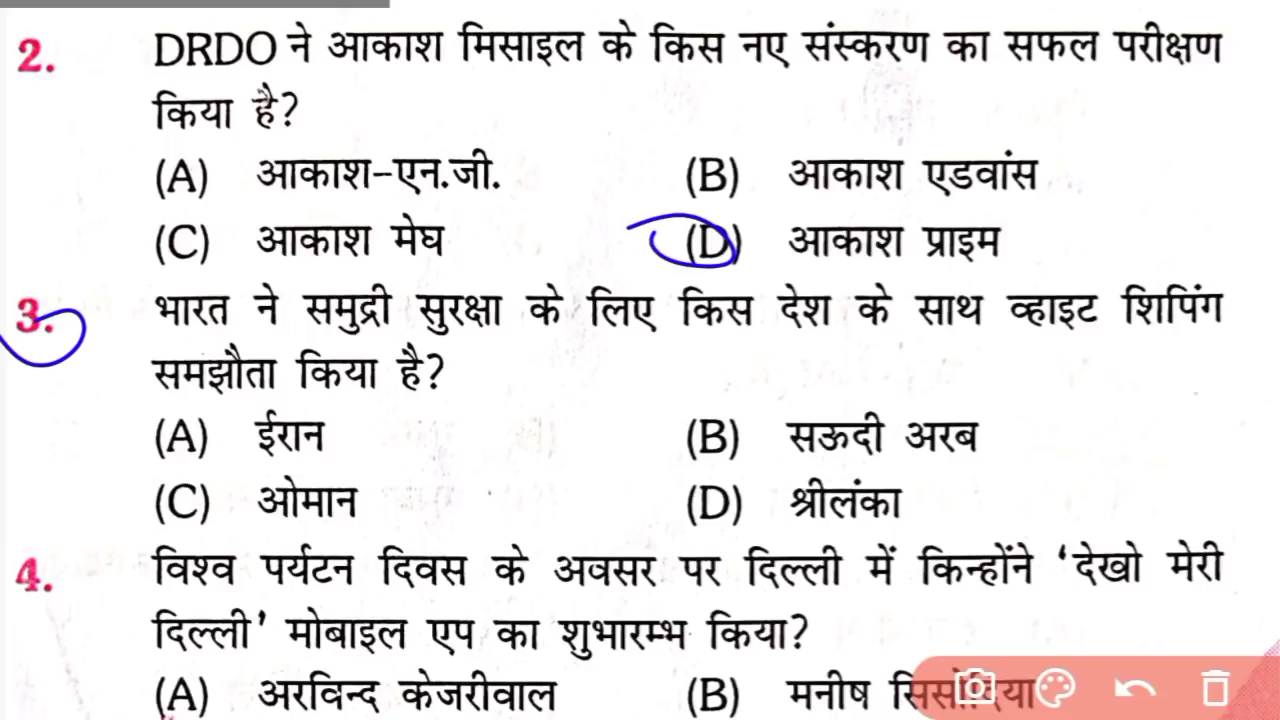 2. DRDO ने आकाश मिसाइल के किस नए संस्करण का सफल परीक्षण
किया है?
(A) आकाश-एन.जी. (B) आकाश एडवांस
(C) आकाश मेघ (D) आकाश प्राइम
3. भारत ने समुद्री सुरक्षा के लिए किस देश के साथ व्हाइट शिपिंग
समझौता किया है?
(A) ईरान (B) सऊदी अरब
(C) ओमान (D) श्रीलंका
4. विश्व पर्यटन दिवस के अवसर पर दिल्ली में किन्होंने ‘देखो मेरी
दिल्ली’ मोबाइल एप का शुभारम्भ किया?
(A) अरविन्द केजरीवाल (B) मनीष सिसोदिया